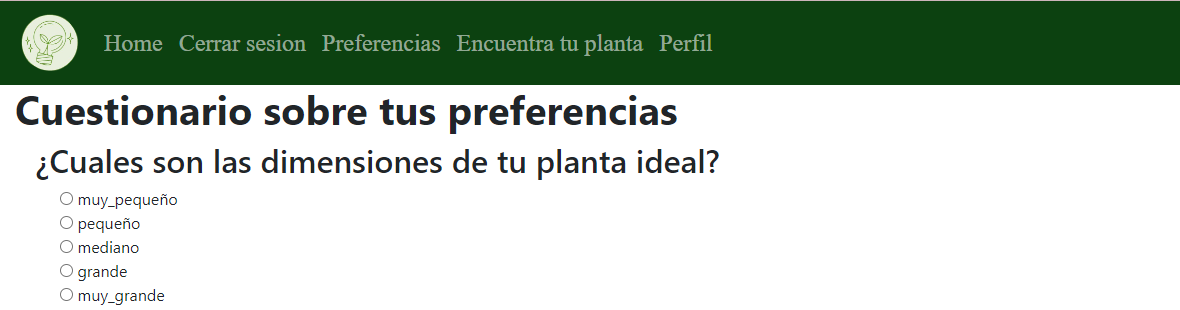 Home Cerrar sesion Preferencias Encuentra tu planta Perfil
Cuestionario sobre tus preferencias
¿Cuales son las dimensiones de tu planta ideal?
muy_pequeño
pequeño
mediano
grande
muy_grande